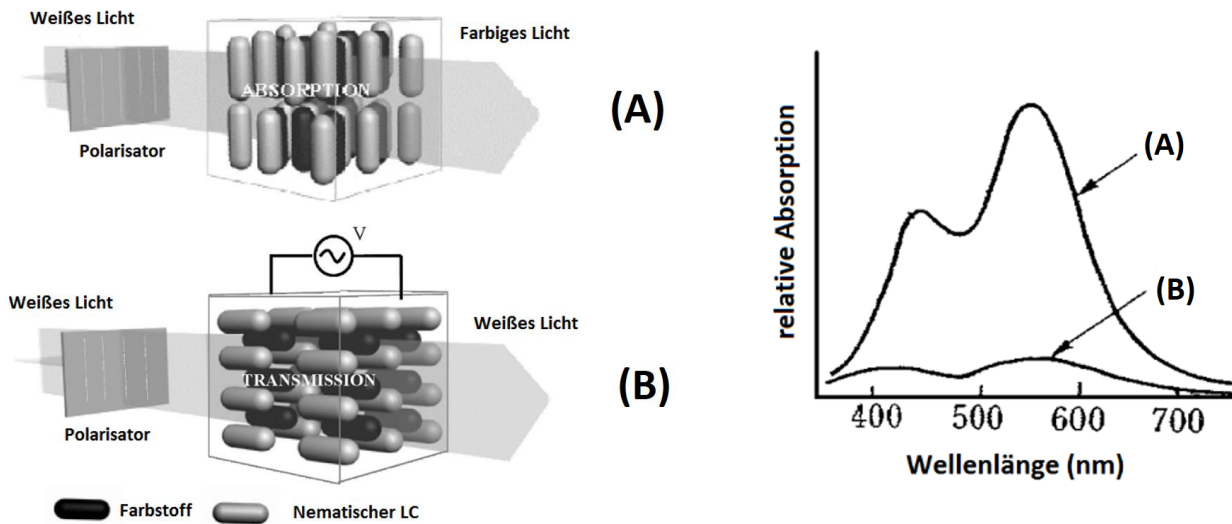 Weißes Licht
Farbiges Licht
ABSORPTION
Polarisator
(A)
V
Weißes Licht
Weißes Licht
TRANSMISSION
(B)
Polarisator
Farbstoff
Nematischer LC
relative Absorption
(A)
(B)
400 500 600 700
Wellenlänge (nm)